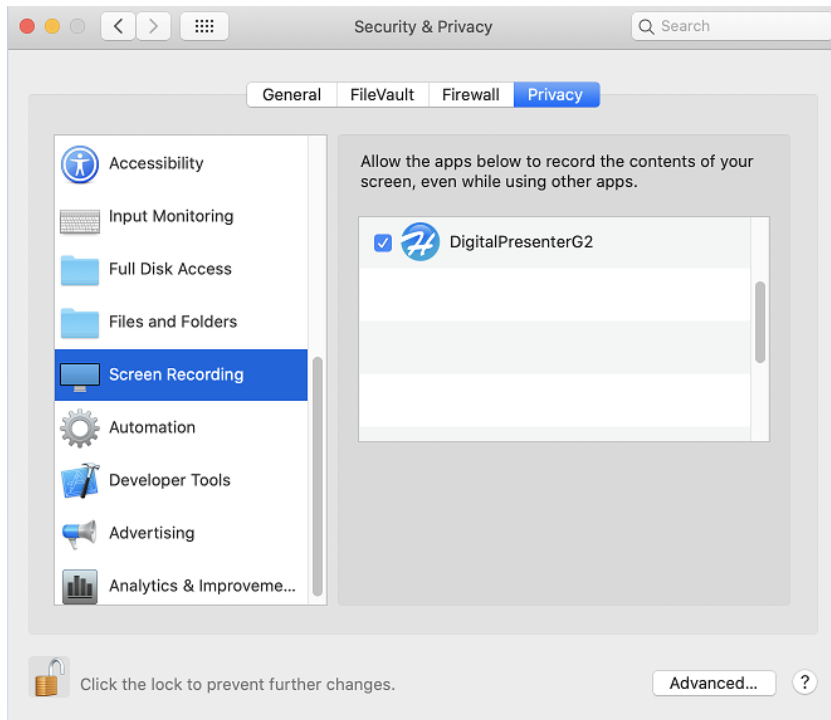 Security & Privacy
Search
General
FileVault
Firewall
Privacy
Accessibility
Input Monitoring
Full Disk Access
Files and Folders
Screen Recording
Automation
Developer Tools
Advertising
Analytics & Improveme...
Allow the apps below to record the contents of your
screen, even while using other apps.
DigitalPresenterG2
Click the lock to prevent further changes.
Advanced...
?